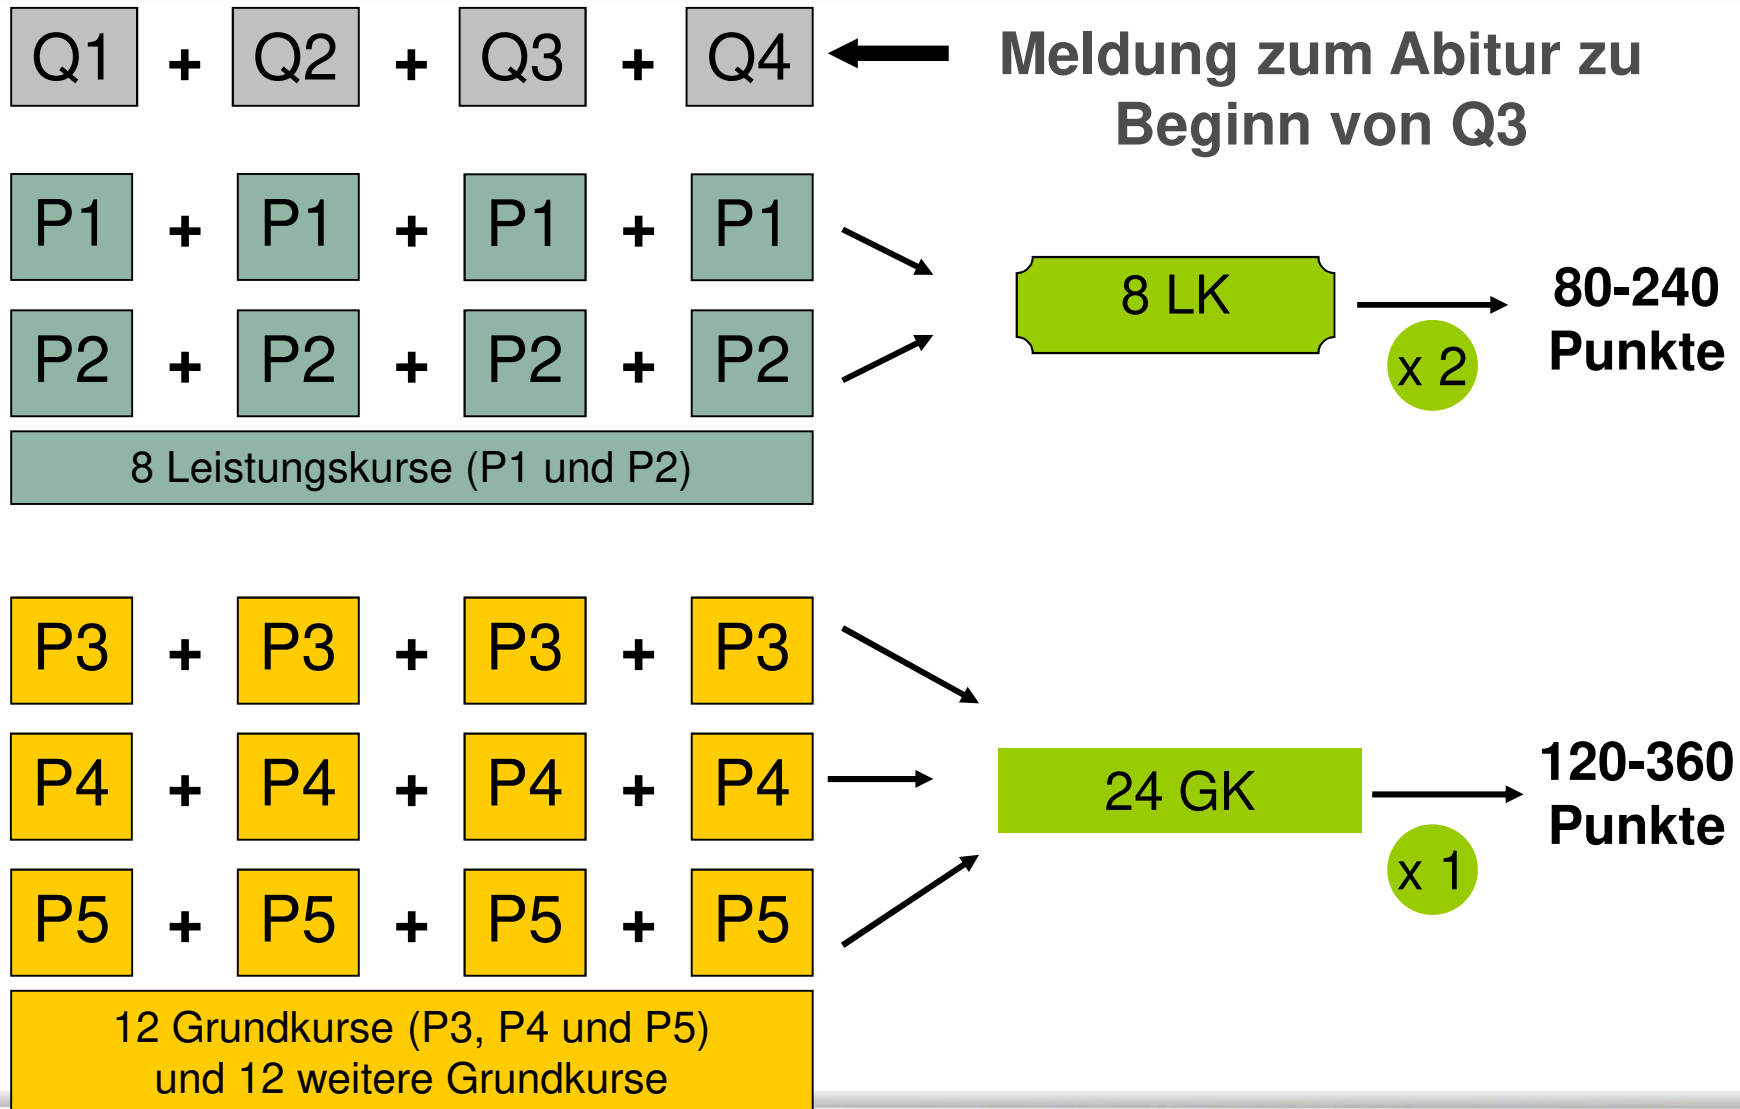 Q1 + Q2 + Q3 + Q4
Meldung zum Abitur zu
Beginn von Q3
P1 + P1 + P1 + P1
P2 + P2 + P2 + P2
8 Leistungskurse (P1 und P2)
8 LK
x 2
80-240
Punkte
P3 + P3 + P3 + P3
P4 + P4 + P4 + P4
P5 + P5 + P5 + P5
12 Grundkurse (P3, P4 und P5)
und 12 weitere Grundkurse
24 GK
x 1
120-360
Punkte